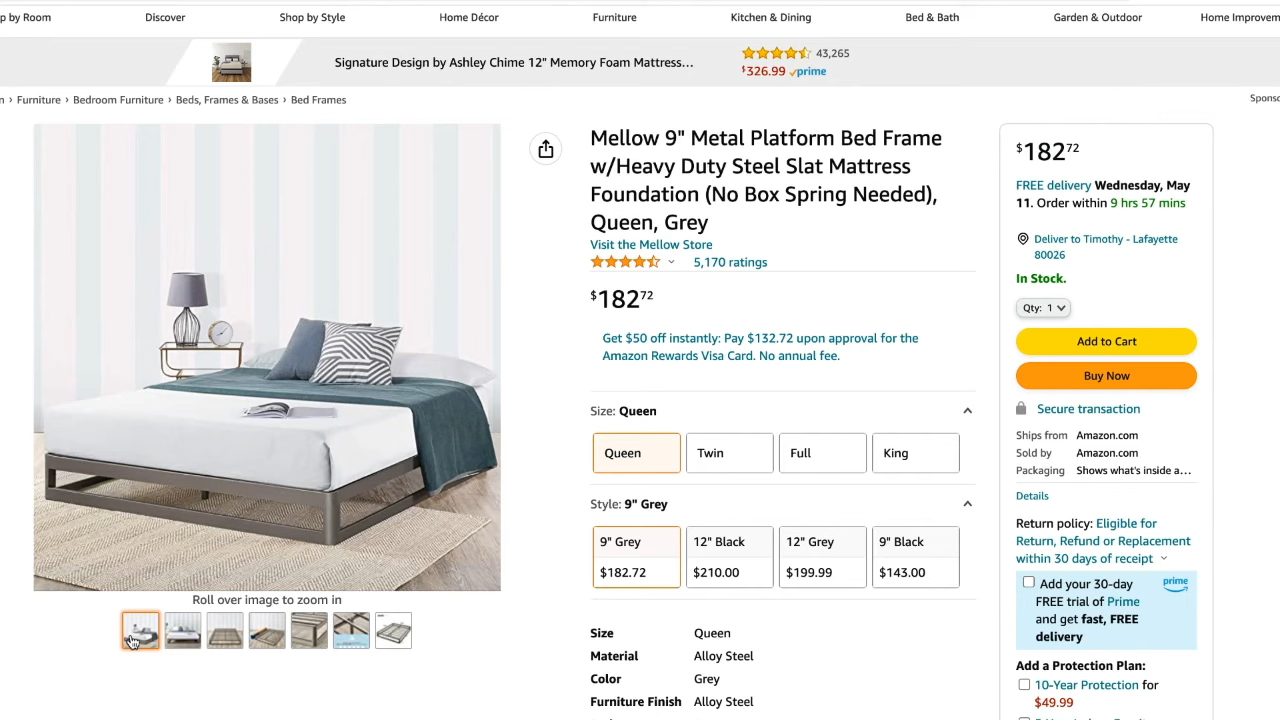 p by Room Discover Shop by Style Home Décor Furniture Kitchen & Dining Bed & Bath Garden & Outdoor Home Improvem
Signature Design by Ashley Chime 12" Memory Foam Mattress...
43,265
$326.99 prime
n › Furniture › Bedroom Furniture › Beds, Frames & Bases › Bed Frames
Sponso
Roll over image to zoom in
Mellow 9" Metal Platform Bed Frame
w/Heavy Duty Steel Slat Mattress
Foundation (No Box Spring Needed),
Queen, Grey
Visit the Mellow Store
5,170 ratings
$182 72
Get $50 off instantly: Pay $132.72 upon approval for the
Amazon Rewards Visa Card. No annual fee.
Size: Queen
Queen Twin Full King
Style: 9" Grey
9" Grey 12" Black 12" Grey 9" Black
$182.72 $210.00 $199.99 $143.00
Size Queen
Material Alloy Steel
Color Grey
Furniture Finish Alloy Steel
$182 72
FREE delivery Wednesday, May
11. Order within 9 hrs 57 mins
Deliver to Timothy - Lafayette
80026
In Stock.
Qty: 1
Add to Cart
Buy Now
Secure transaction
Ships from Amazon.com
Sold by Amazon.com
Packaging Shows what's inside a...
Details
Return policy: Eligible for
Return, Refund or Replacement
within 30 days of receipt
Add your 30-day prime
FREE trial of Prime
and get fast, FREE
delivery
Add a Protection Plan:
10-Year Protection for
$49.99